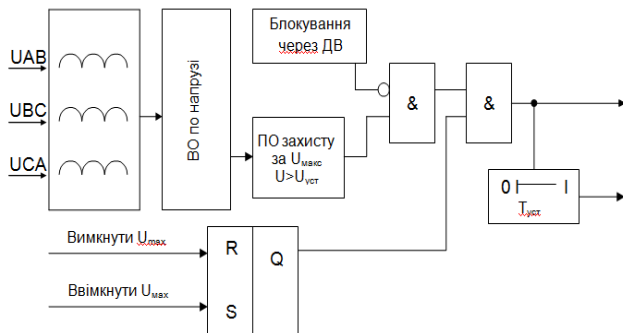 Блокування
через ДВ
UAB
UBC
UCA
ВО по напрузі
ПО захисту
за Uмакс
U>Uуст
&
&
0
I
Tуст
Вимкнути Umax
Ввімкнути Uмах
R
S
Q